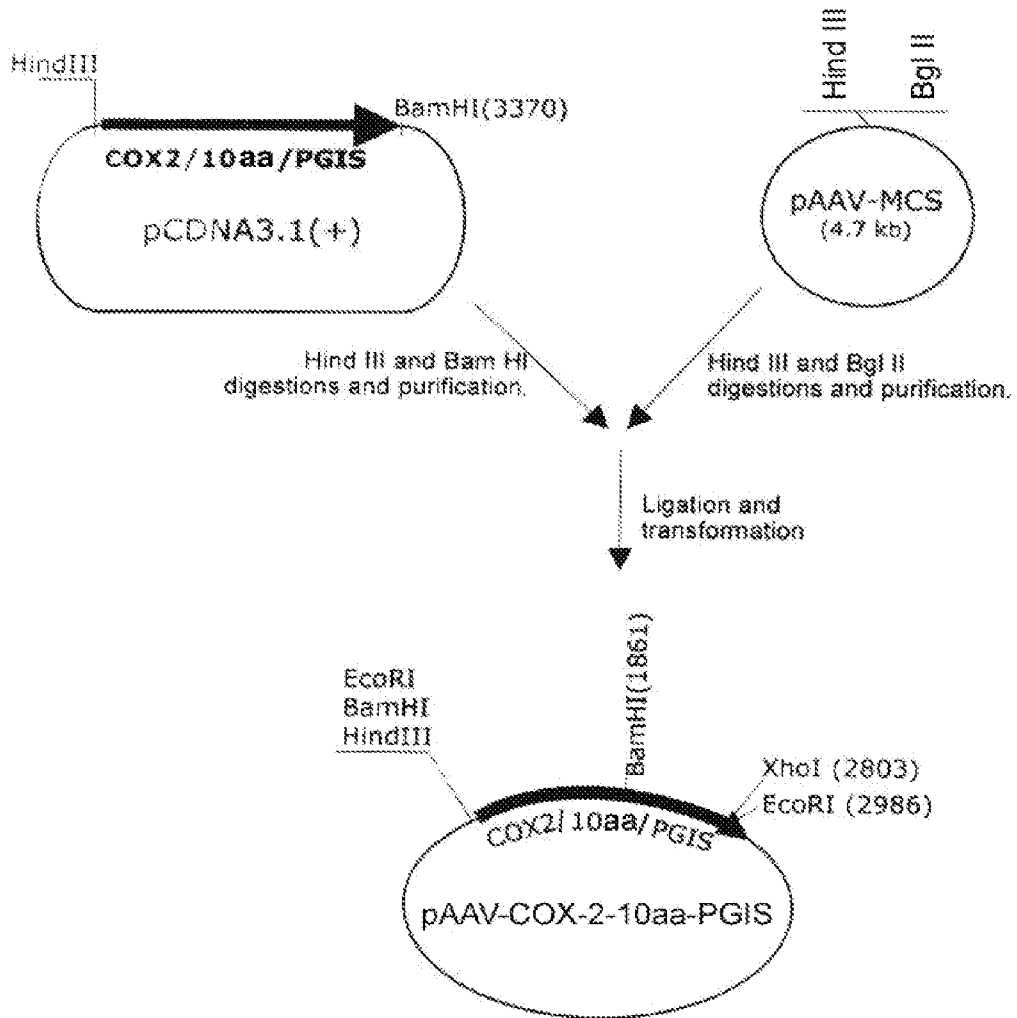 HindIII
BamHI(3370)
COX2/10aa/PGIS
pCDNA3.1(+)
Hind III
Bgl II
pAAV-MCS
(4.7 kb)
Hind III and Bam HI
digestions and purification.
Hind III and Bgl II
digestions and purification.
Ligation and
transformation
BamHI(1861)
EcoRI
BamHI
HindIII
XhoI (2803)
EcoRI (2986)
COX2/10aa/PGIS
pAAV-COX-2-10aa-PGIS